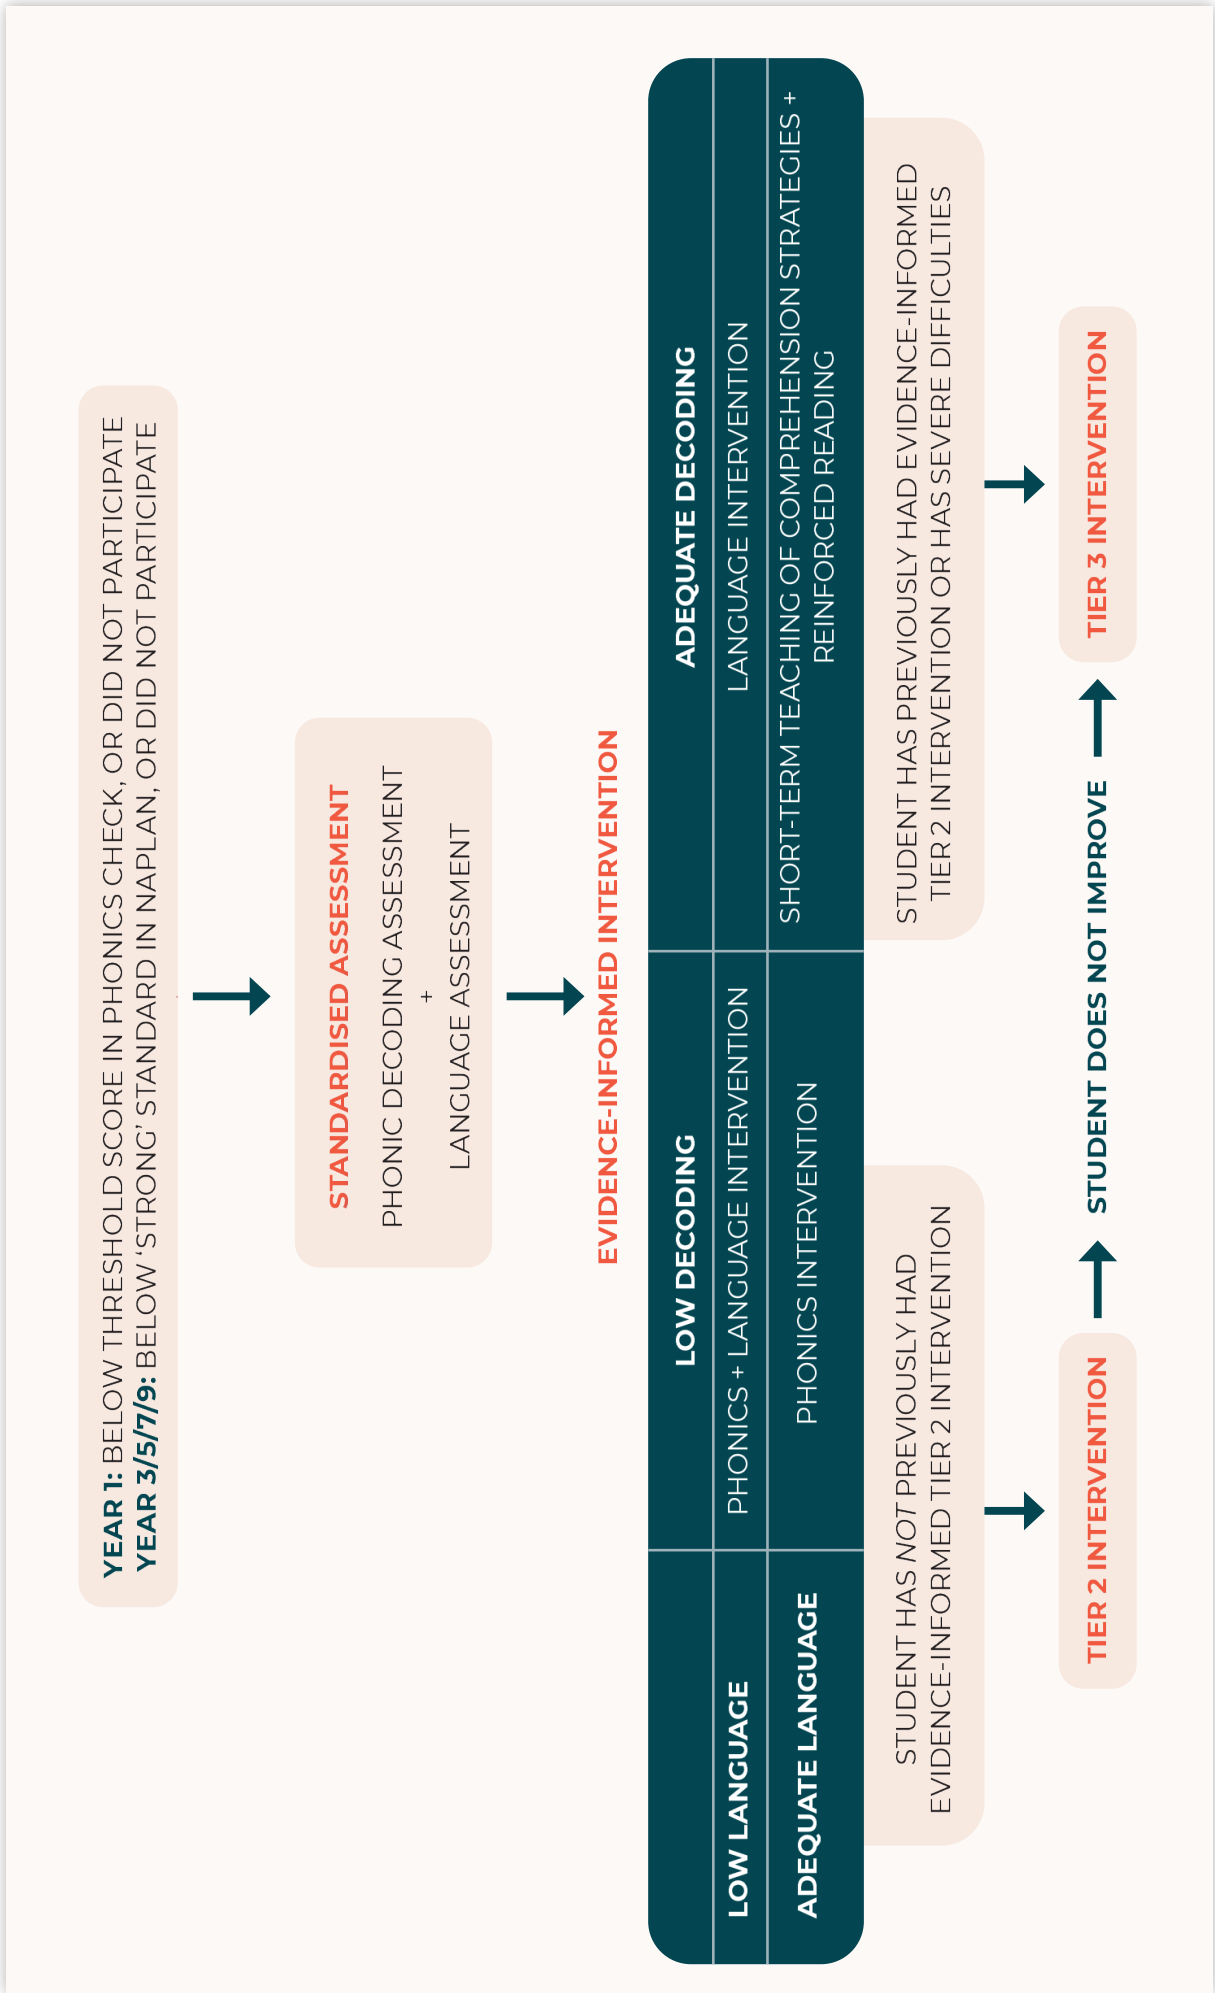 YEAR 1: BELOW THRESHOLD SCORE IN PHONICS CHECK, OR DID NOT PARTICIPATE
YEAR 3/5/7/9: BELOW ‘STRONG’ STANDARD IN NAPLAN, OR DID NOT PARTICIPATE
STANDARDISED ASSESSMENT
PHONIC DECODING ASSESSMENT
+
LANGUAGE ASSESSMENT
EVIDENCE-INFORMED INTERVENTION
LOW DECODING
ADEQUATE DECODING
LOW LANGUAGE
PHONICS + LANGUAGE INTERVENTION
LANGUAGE INTERVENTION
ADEQUATE LANGUAGE
PHONICS INTERVENTION
SHORT-TERM TEACHING OF COMPREHENSION STRATEGIES +
REINFORCED READING
STUDENT HAS NOT PREVIOUSLY HAD
EVIDENCE-INFORMED TIER 2 INTERVENTION
STUDENT HAS PREVIOUSLY HAD EVIDENCE-INFORMED
TIER 2 INTERVENTION OR HAS SEVERE DIFFICULTIES
TIER 2 INTERVENTION
STUDENT DOES NOT IMPROVE
TIER 3 INTERVENTION